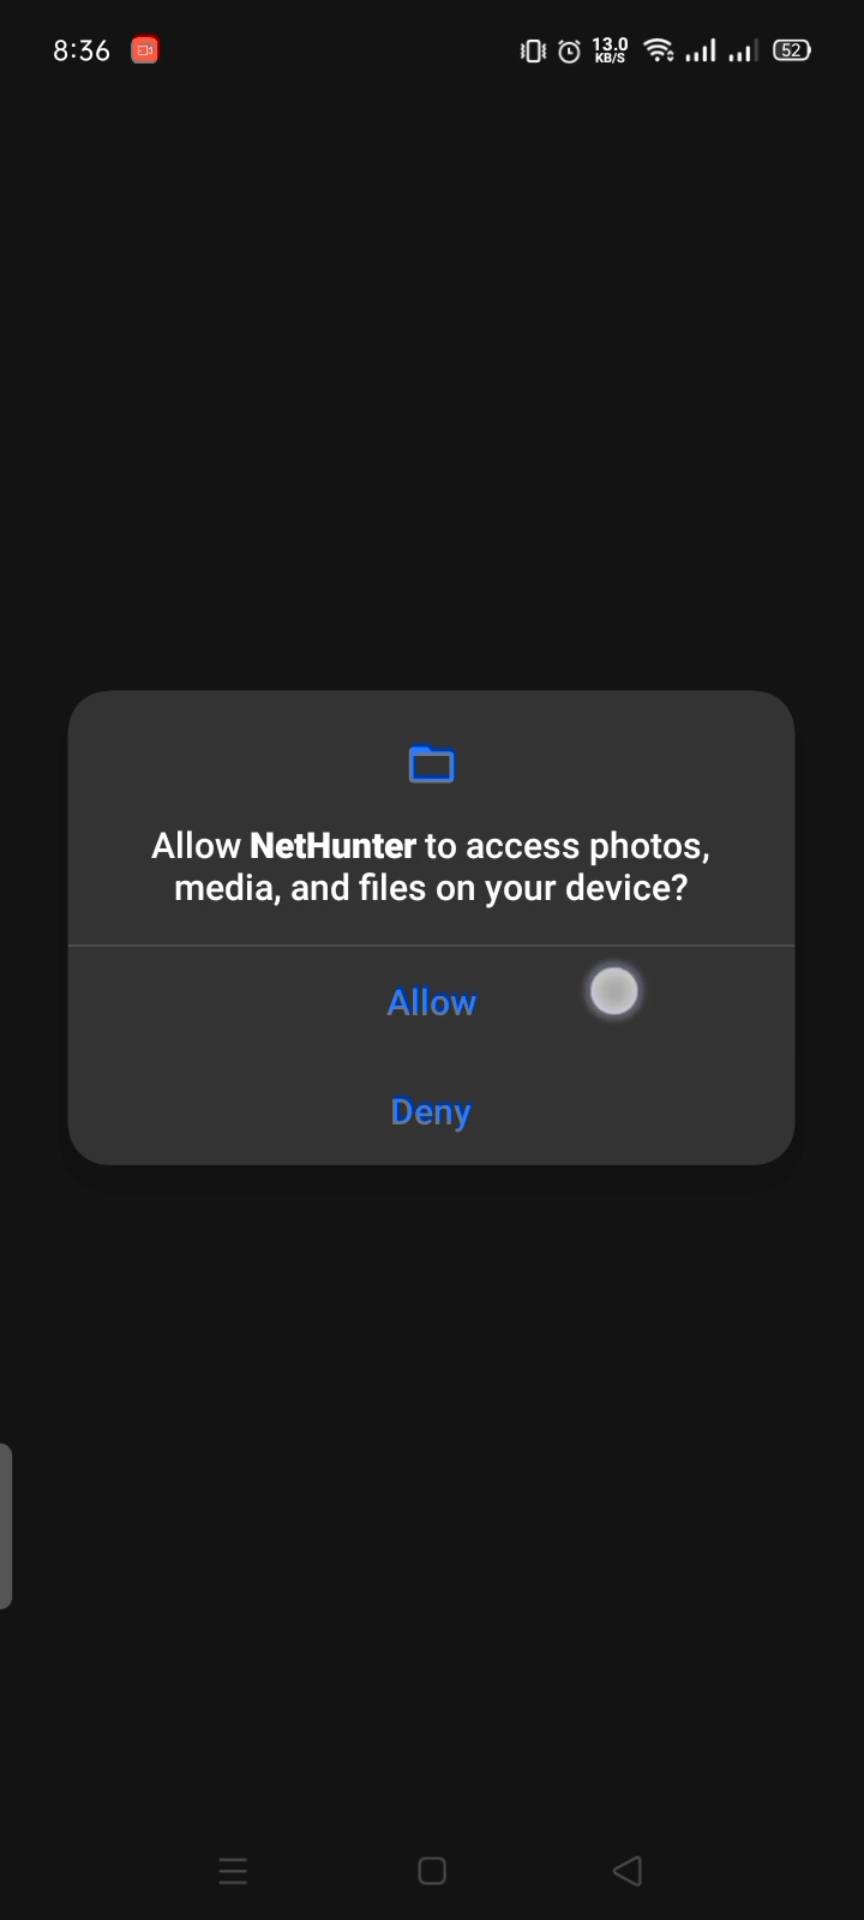 8:36 13.0 KB/S 52
Allow NetHunter to access photos,
media, and files on your device?
Allow
Deny